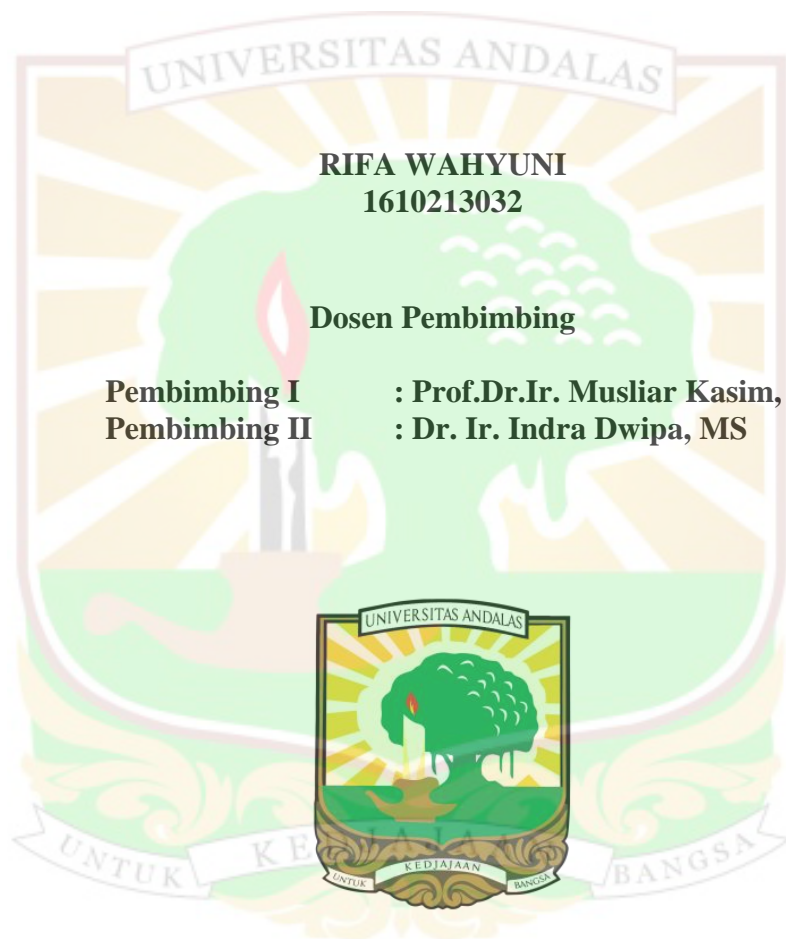 UNIVERSITAS ANDALAS
RIFA WAHYUNI
1610213032
Dosen Pembimbing
Pembimbing I : Prof.Dr.Ir. Musliar Kasim,
Pembimbing II : Dr. Ir. Indra Dwipa, MS
UNIVERSITAS ANDALAS
KEDJAJAAN
UNTUK BANGSA
UNTUK KEDJAJAAN BANGSA